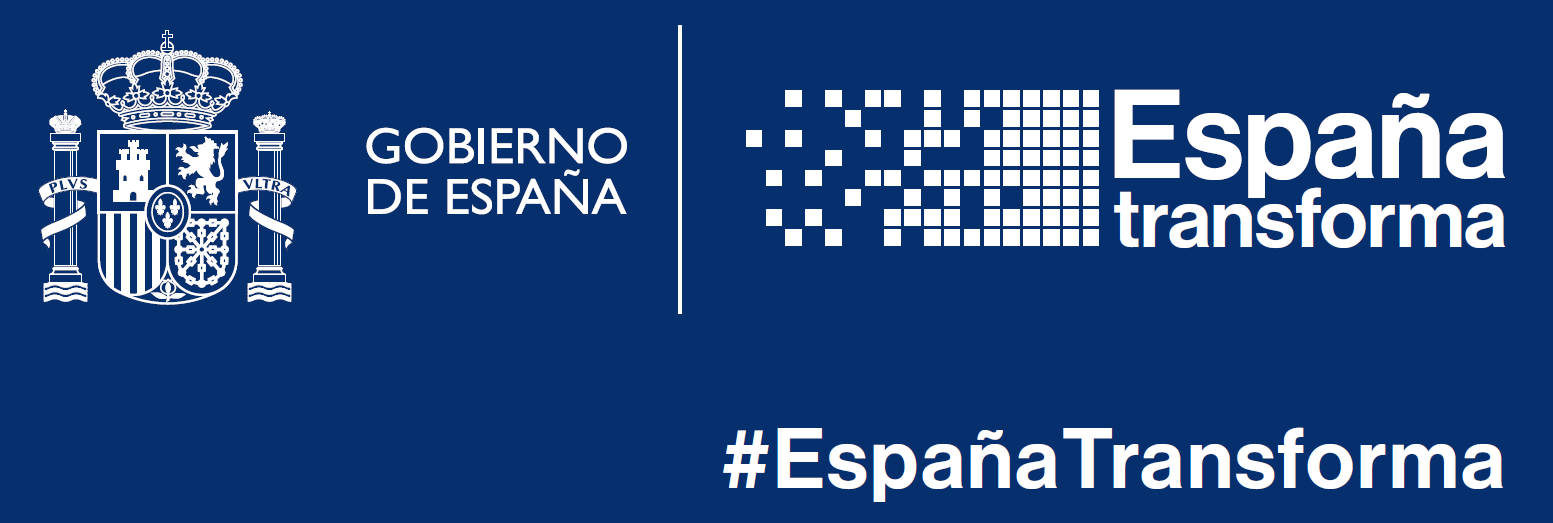 PLVS VLTRA
GOBIERNO
DE ESPAÑA
España
transforma
#EspañaTransforma